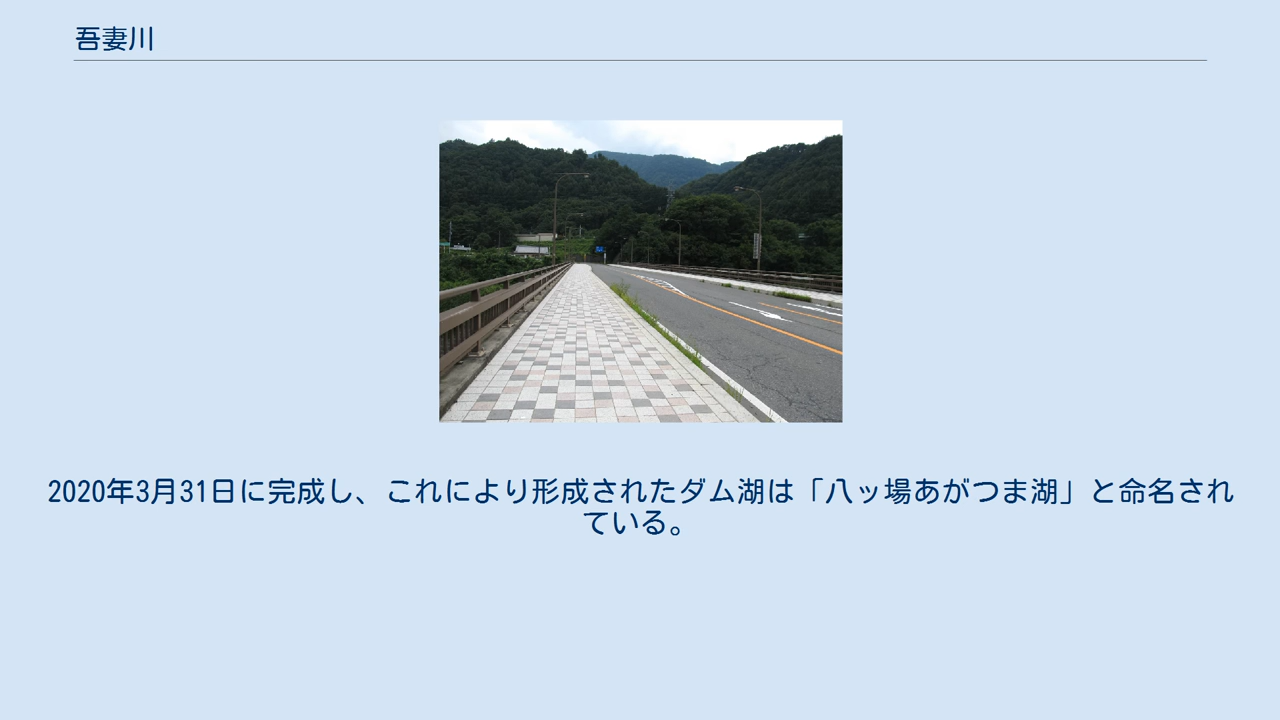 吾妻川
2020年3月31日に完成し、これにより形成されたダム湖は「八ッ場あがつま湖」と命名され
ている。